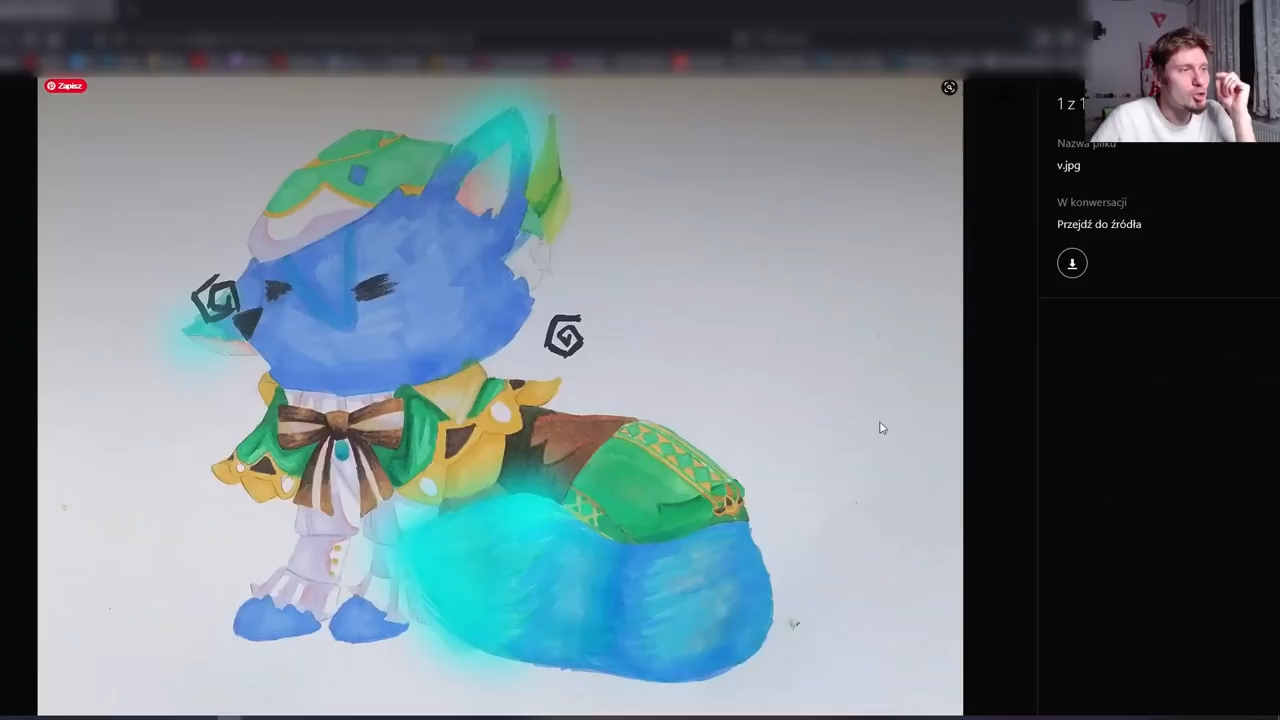 Zapisz
1 z 1
Nazwa pliku
v.jpg
W konwersacji
Przejdź do źródła